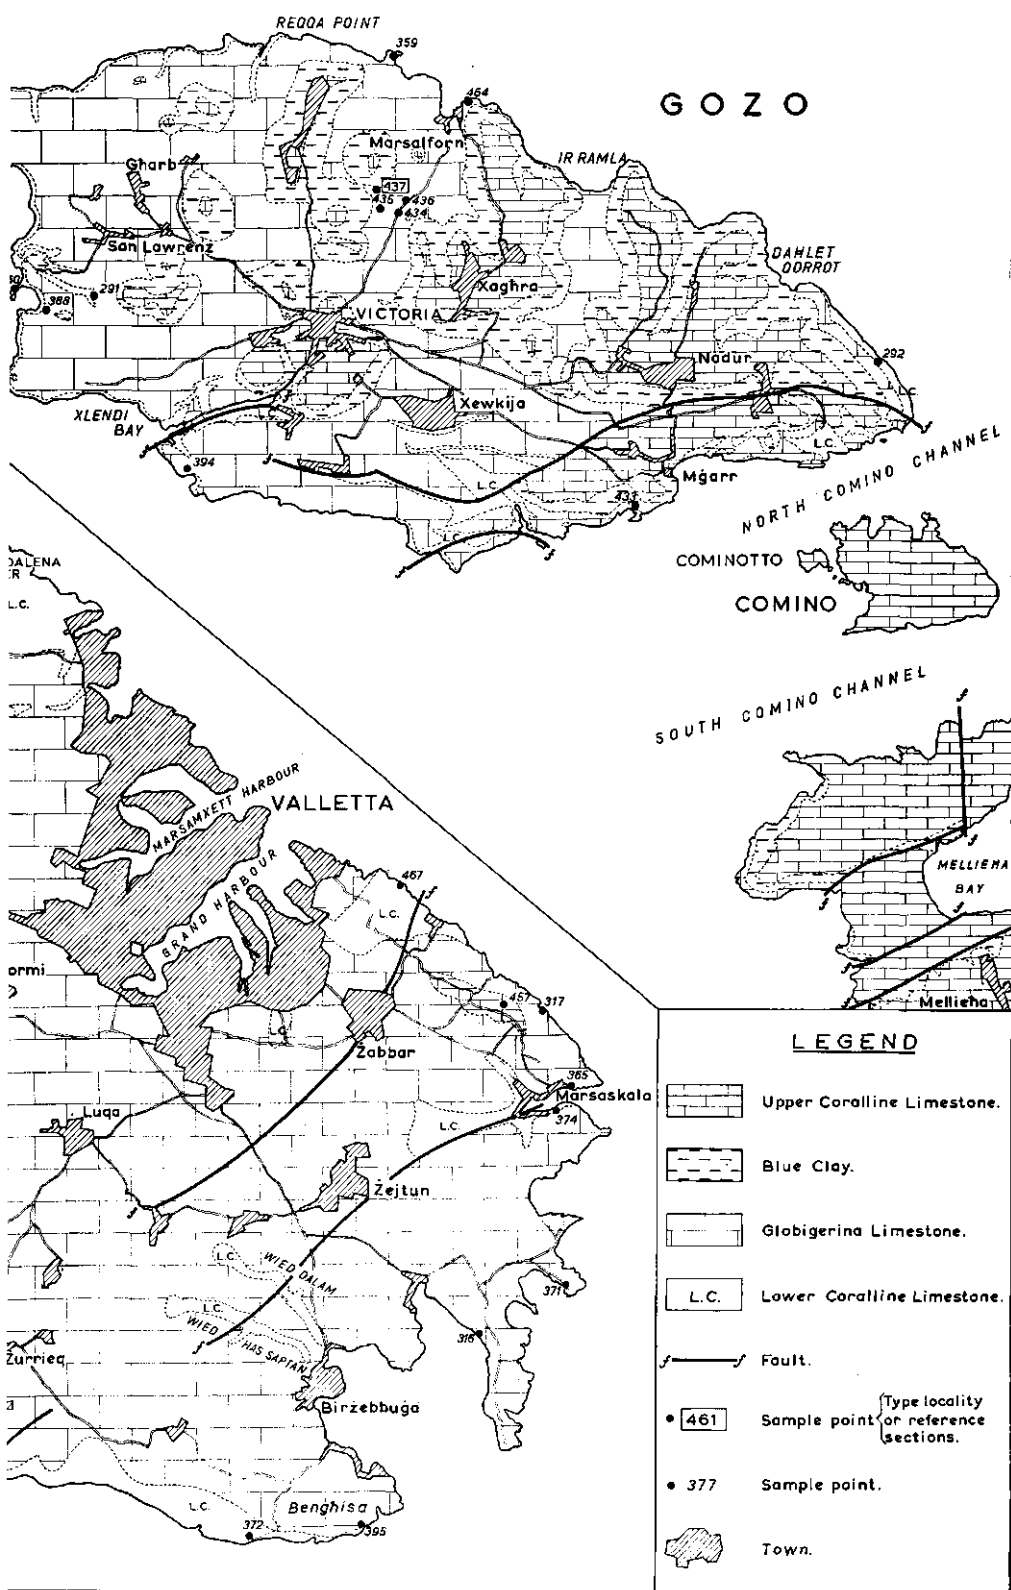 REQQA POINT
359
464
GOZO
Marsalforn
IR RAMLA
Gharb
437
435
436
434
San Lawrenz
DAHLET
QORROT
Xaghra
291
388
VICTORIA
292
Nadur
L.C.
XLENDI
BAY
Xewkija
L.C.
f
f
f
394
L.C.
Mġarr
433
NORTH COMINO CHANNEL
L.C.
f
f
COMINOTTO
COMINO
DALENA
ER
L.C.
SOUTH COMINO CHANNEL
f
MARSAMXETT HARBOUR
VALLETTA
GRAND HARBOUR
f
MELLIEHA
BAY
f
f
467
L.C.
f
f
ormi
f
Mellieħa
457
317
L.C.
Żabbar
365
Marsaskala
374
Luqa
L.C.
f
Żejtun
L.C.
WIED DALAM
371
L.C.
WIED HAS SAPTAN
316
f
Żurrieq
Birżebbuġa
L.C.
Benghisa
372
395
LEGEND
Upper Coralline Limestone.
Blue Clay.
Globigerina Limestone.
L.C. Lower Coralline Limestone.
f f Fault.
461 Sample point { Type locality
or reference
sections.
377 Sample point.
Town.